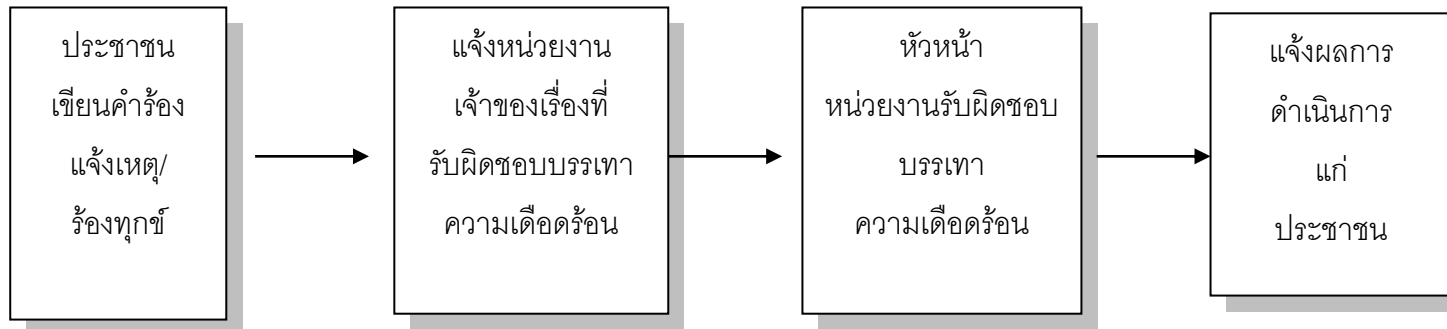 ประชาชน
เขียนคำร้อง
แจ้งเหตุ/
ร้องทุกข์
แจ้งหน่วยงาน
เจ้าของเรื่องที่
รับผิดชอบบรรเทา
ความเดือดร้อน
หัวหน้า
หน่วยงานรับผิดชอบ
บรรเทา
ความเดือดร้อน
แจ้งผลการ
ดำเนินการ
แก่
ประชาชน